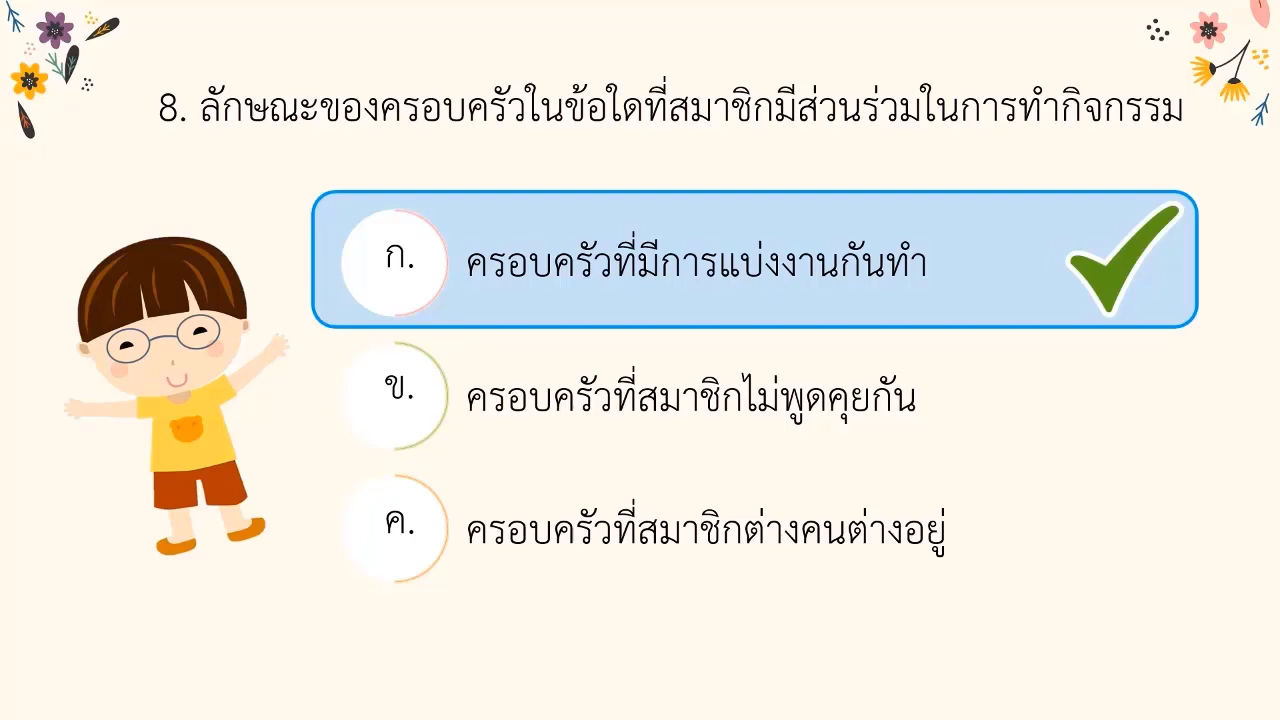 8. ลักษณะของครอบครัวในข้อใดที่สมาชิกมีส่วนร่วมในการทำกิจกรรม
ก. ครอบครัวที่มีการแบ่งงานกันทำ
ข. ครอบครัวที่สมาชิกไม่พูดคุยกัน
ค. ครอบครัวที่สมาชิกต่างคนต่างอยู่